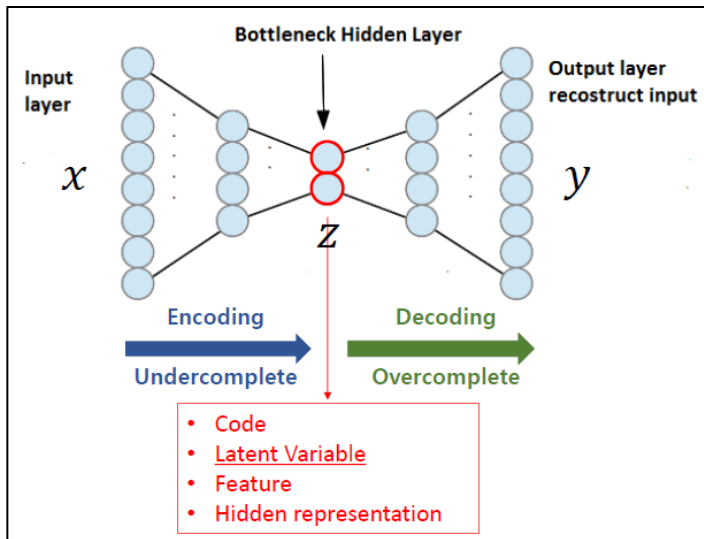 Bottleneck Hidden Layer
Input
layer
Output layer
recostruct input
x
y
z
Encoding
Decoding
Undercomplete
Overcomplete
• Code
• Latent Variable
• Feature
• Hidden representation